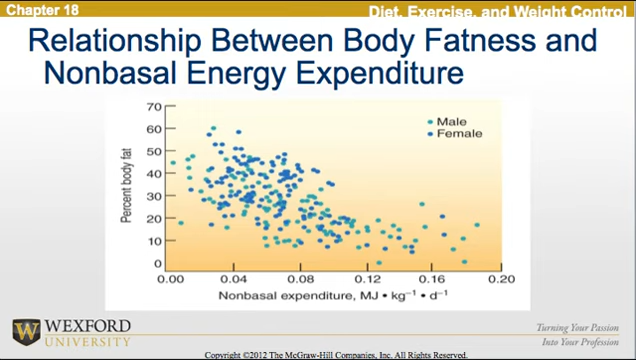 Chapter 18
Diet, Exercise, and Weight Control
Relationship Between Body Fatness and
Nonbasal Energy Expenditure
70
60
50
40
30
20
10
0
Percent body fat
Male
Female
0.00 0.04 0.08 0.12 0.16 0.20
Nonbasal expenditure, MJ • kg⁻¹ • d⁻¹
W
WEXFORD
UNIVERSITY
Turning Your Passion
Into Your Profession
Copyright ©2012 The McGraw-Hill Companies, Inc. All Rights Reserved.